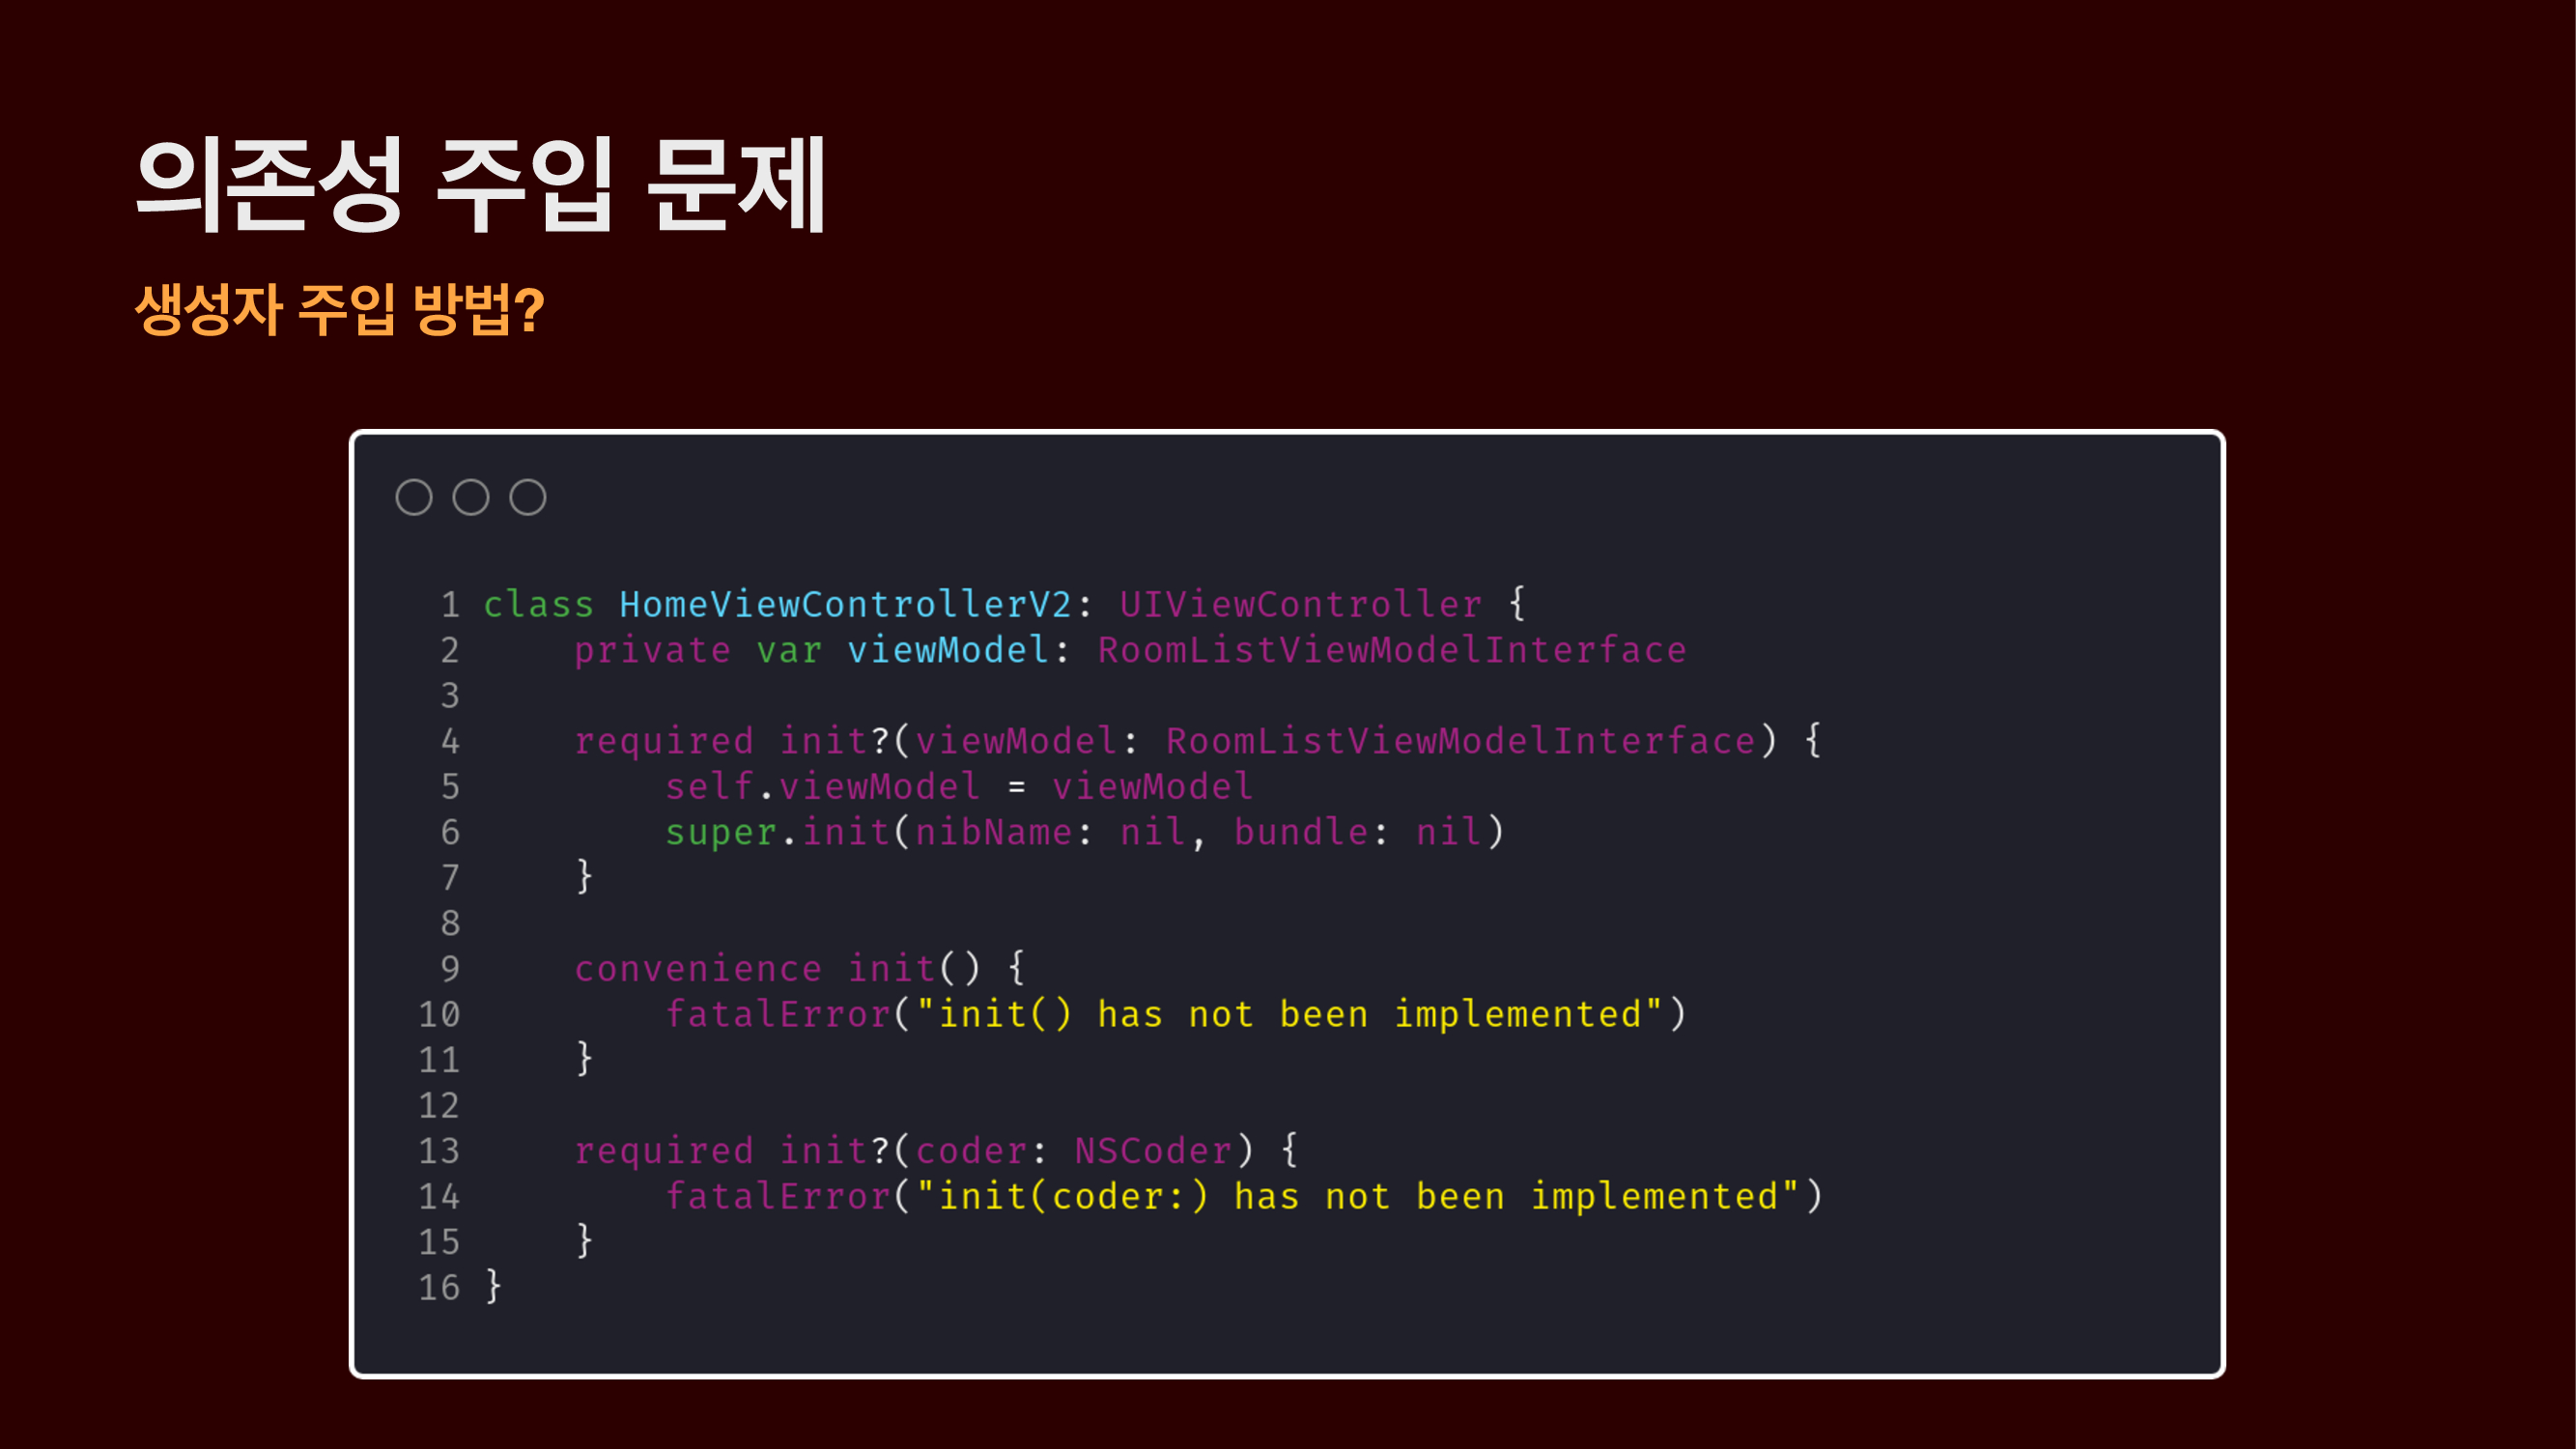 의존성 주입 문제
생성자 주입 방법?
1 class HomeViewControllerV2: UIViewController {
2     private var viewModel: RoomListViewModelInterface
3
4     required init?(viewModel: RoomListViewModelInterface) {
5         self.viewModel = viewModel
6         super.init(nibName: nil, bundle: nil)
7     }
8
9     convenience init() {
10         fatalError("init() has not been implemented")
11     }
12
13     required init?(coder: NSCoder) {
14         fatalError("init(coder:) has not been implemented")
15     }
16 }